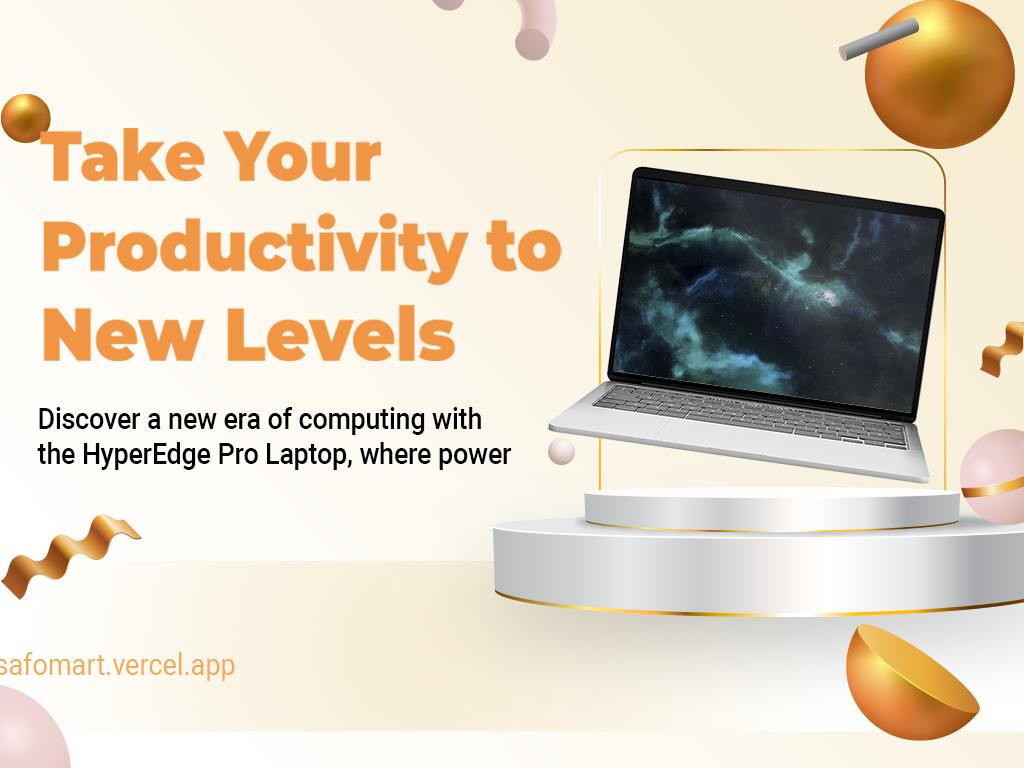 Take Your
Productivity to
New Levels
Discover a new era of computing with
the HyperEdge Pro Laptop, where power
safomart.vercel.app